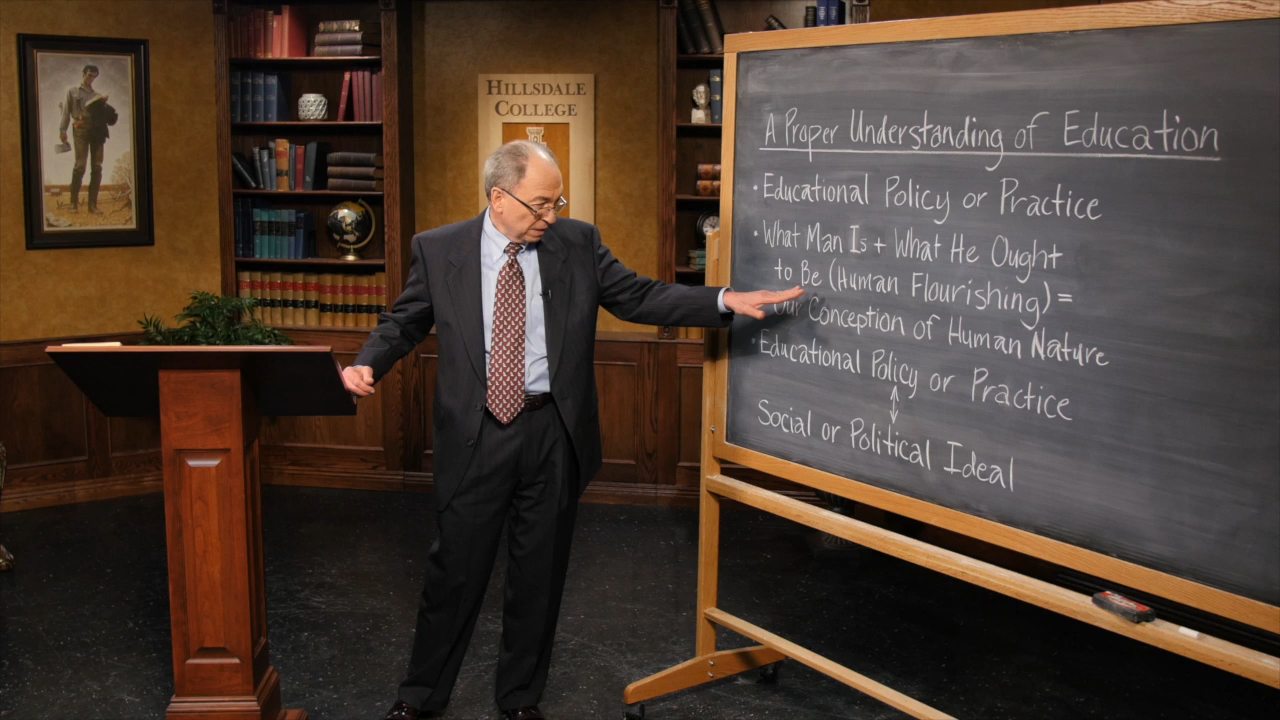 HILLSDALE
COLLEGE
A Proper Understanding of Education
• Educational Policy or Practice
• What Man Is + What He Ought
to Be (Human Flourishing) =
Our Conception of Human Nature
• Educational Policy or Practice
↕
Social or Political Ideal